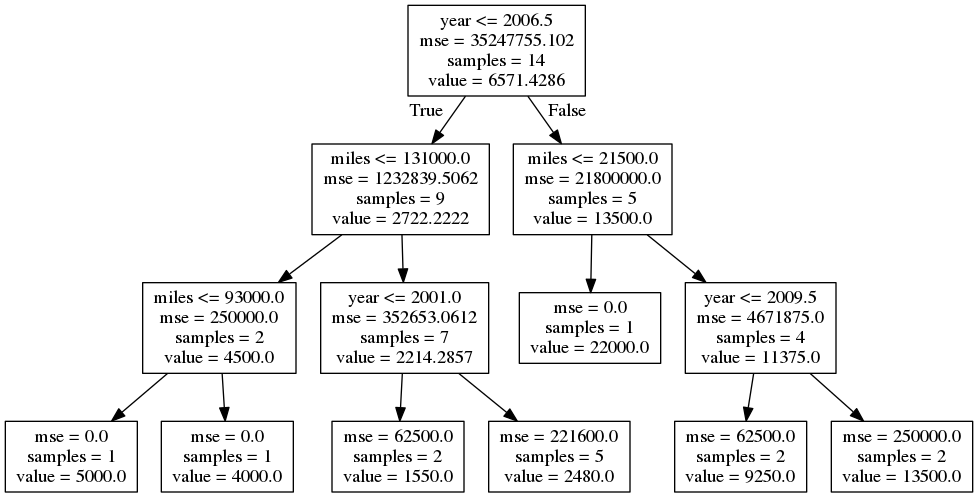 year <= 2006.5
mse = 35247755.102
samples = 14
value = 6571.4286
True
False
miles <= 131000.0
mse = 1232839.5062
samples = 9
value = 2722.2222
miles <= 21500.0
mse = 21800000.0
samples = 5
value = 13500.0
miles <= 93000.0
mse = 250000.0
samples = 2
value = 4500.0
year <= 2001.0
mse = 352653.0612
samples = 7
value = 2214.2857
mse = 0.0
samples = 1
value = 22000.0
year <= 2009.5
mse = 4671875.0
samples = 4
value = 11375.0
mse = 0.0
samples = 1
value = 5000.0
mse = 0.0
samples = 1
value = 4000.0
mse = 62500.0
samples = 2
value = 1550.0
mse = 221600.0
samples = 5
value = 2480.0
mse = 62500.0
samples = 2
value = 9250.0
mse = 250000.0
samples = 2
value = 13500.0